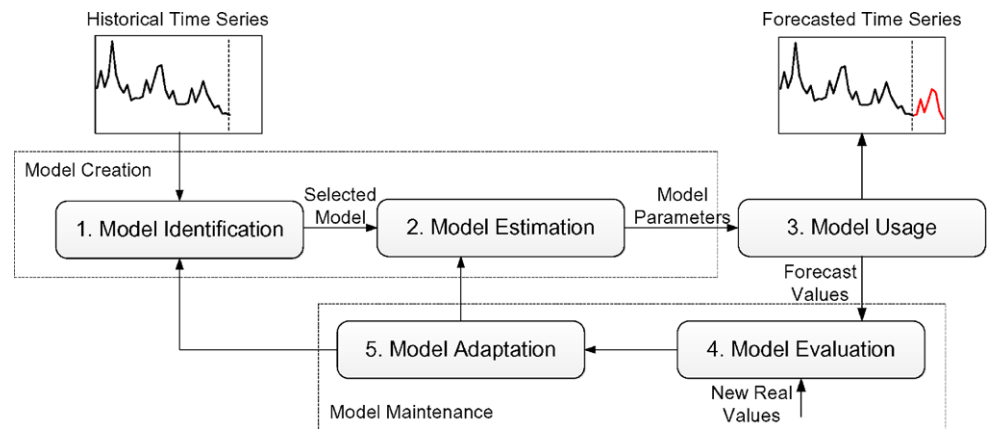 Historical Time Series
Forecasted Time Series
Model Creation
1. Model Identification
Selected
Model
2. Model Estimation
Model
Parameters
3. Model Usage
Forecast
Values
5. Model Adaptation
4. Model Evaluation
New Real
Values
Model Maintenance